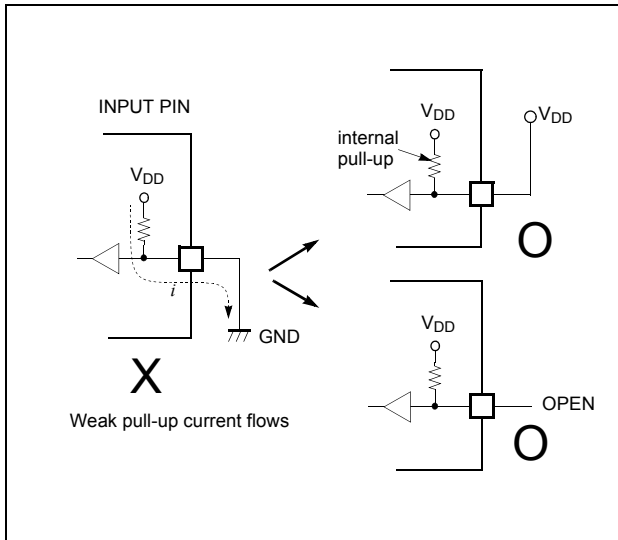 INPUT PIN
VDD
i
GND
X
Weak pull-up current flows
internal
pull-up
VDD
VDD
O
VDD
OPEN
O